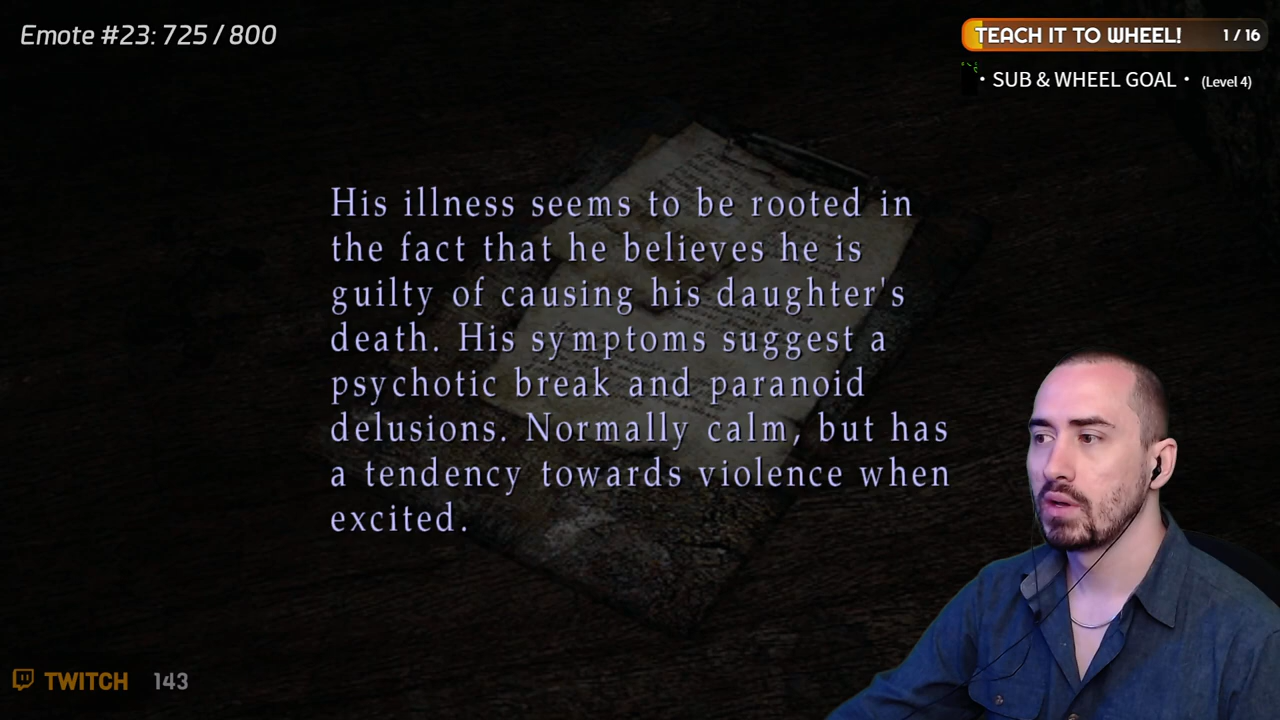 Emote #23: 725 / 800
TEACH IT TO WHEEL! 1 / 16
• SUB & WHEEL GOAL • (Level 4)
His illness seems to be rooted in
the fact that he believes he is
guilty of causing his daughter's
death. His symptoms suggest a
psychotic break and paranoid
delusions. Normally calm, but has
a tendency towards violence when
excited.
TWITCH 143